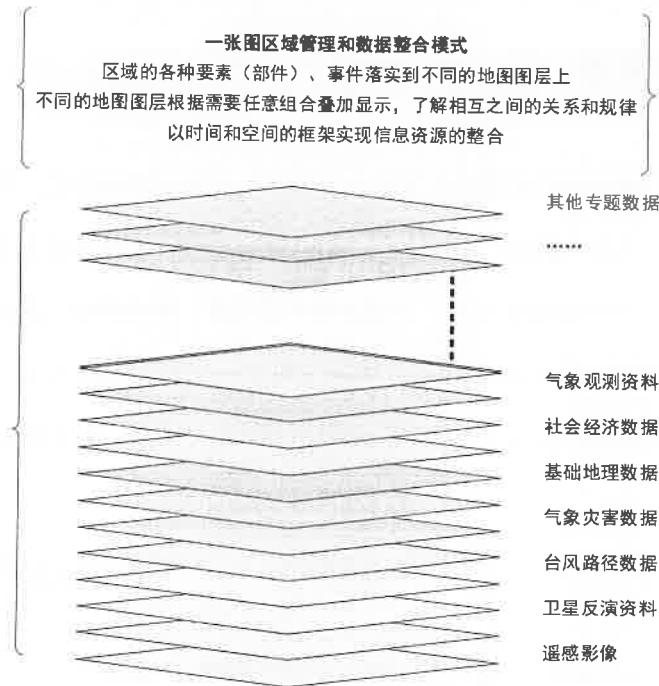 一张图区域管理和数据整合模式
区域的各种要素（部件）、事件落实到不同的地图图层上
不同的地图图层根据需要任意组合叠加显示，了解相互之间的关系和规律
以时间和空间的框架实现信息资源的整合
其他专题数据
······
气象观测资料
社会经济数据
基础地理数据
气象灾害数据
台风路径数据
卫星反演资料
遥感影像